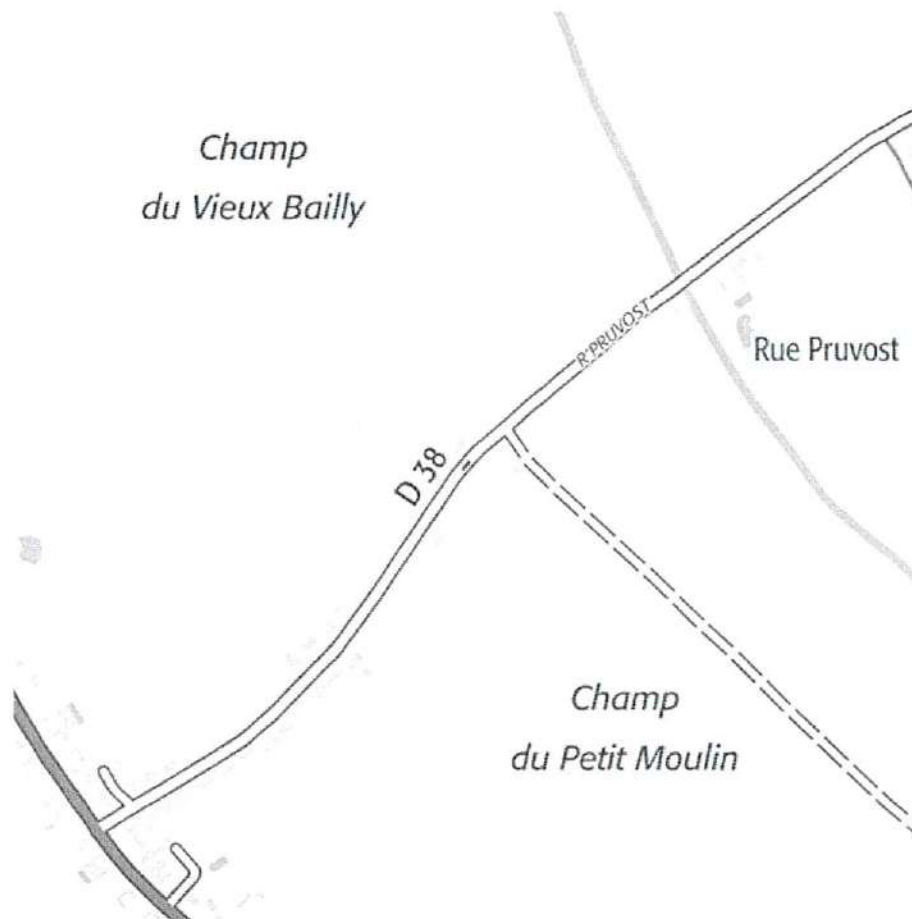 Champ
du Vieux Bailly
R'PRUVOST
Rue Pruvost
D 38
Champ
du Petit Moulin